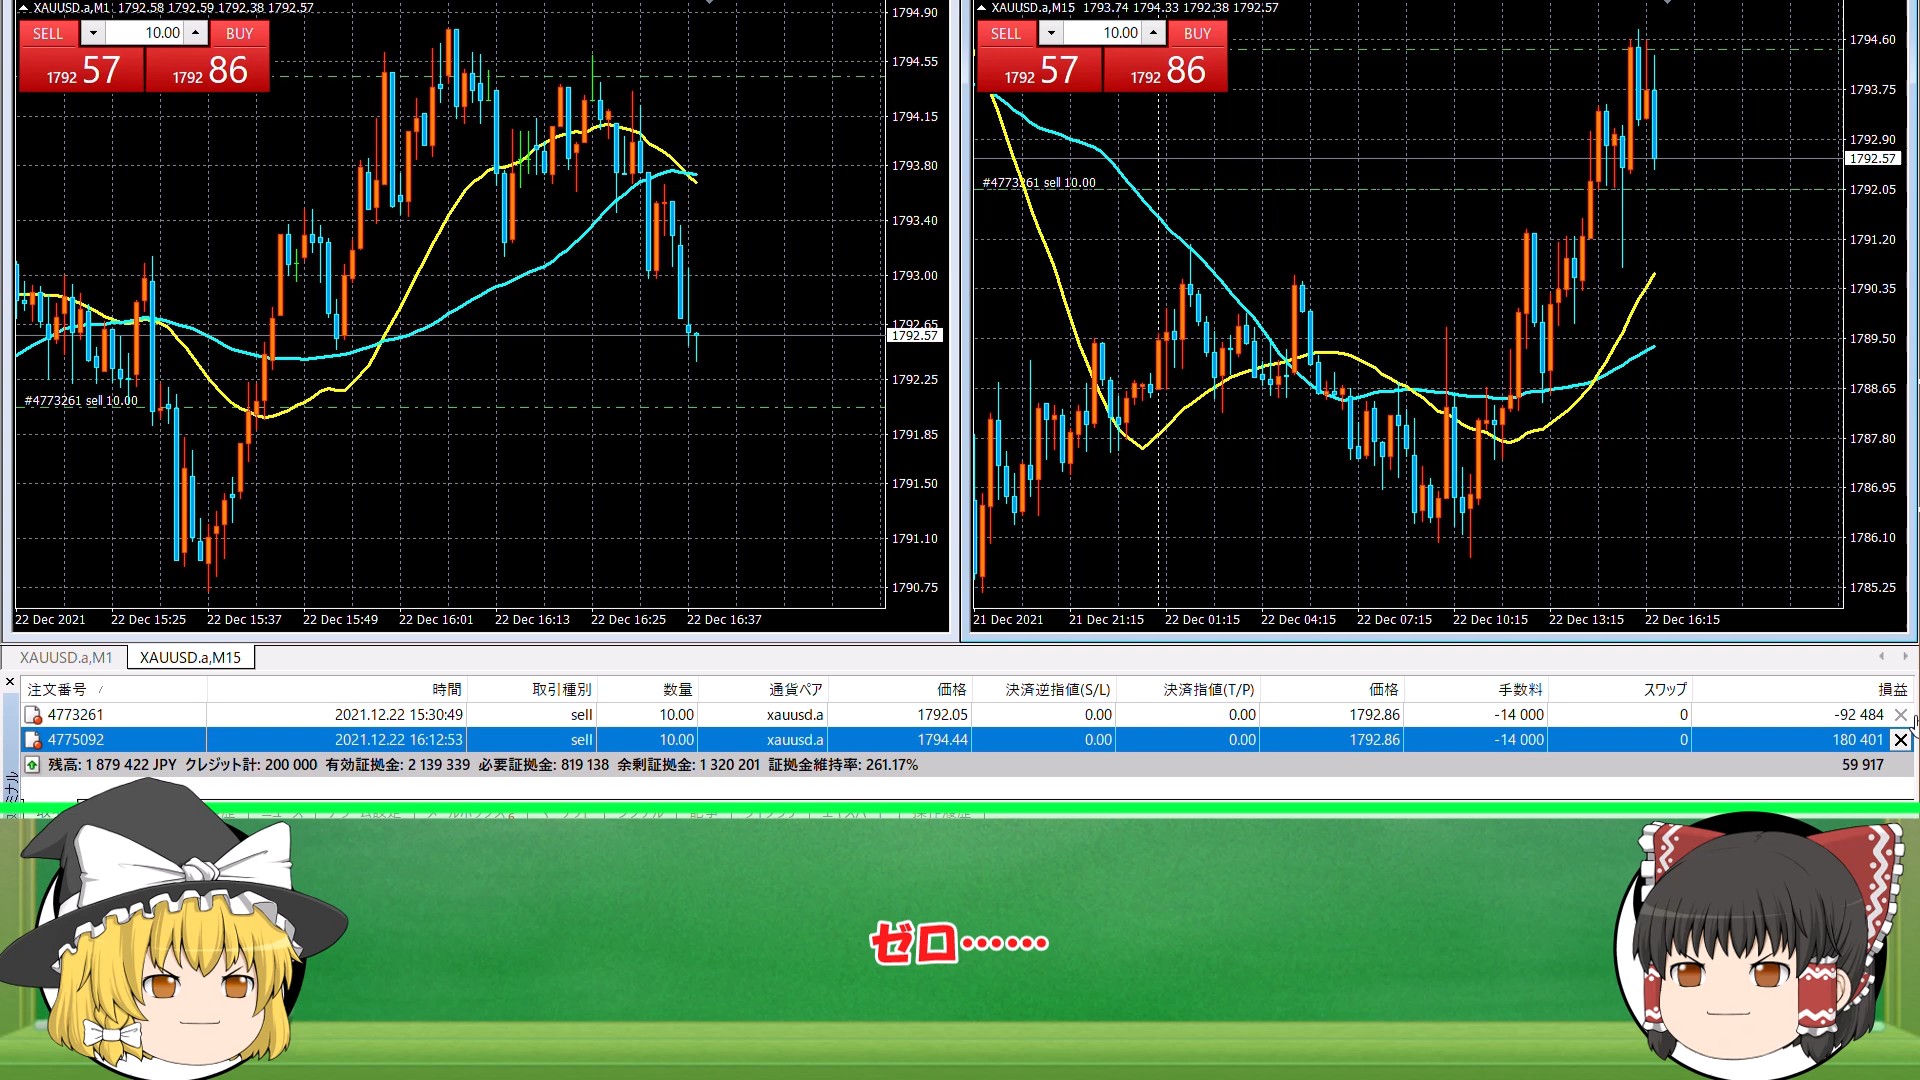 XAUUSD.a,M1 1792.58 1792.59 1792.38 1792.57
SELL 10.00 BUY
1792 57 1792 86
1794.90
1794.55
1794.15
1793.80
1793.40
1793.00
1792.65
1792.57
1792.25
1791.85
1791.50
1791.10
1790.75
#4773261 sell 10.00
22 Dec 2021 22 Dec 15:25 22 Dec 15:37 22 Dec 15:49 22 Dec 16:01 22 Dec 16:13 22 Dec 16:25 22 Dec 16:37
XAUUSD.a,M15 1793.74 1794.33 1792.38 1792.57
SELL 10.00 BUY
1792 57 1792 86
1794.60
1793.75
1792.90
1792.57
1792.05
1791.20
1790.35
1789.50
1788.65
1787.80
1786.95
1786.10
1785.25
#4773261 sell 10.00
21 Dec 2021 21 Dec 21:15 22 Dec 01:15 22 Dec 04:15 22 Dec 07:15 22 Dec 10:15 22 Dec 13:15 22 Dec 16:15
XAUUSD.a,M1 XAUUSD.a,M15
注文番号 / 時間 取引種別 数量 通貨ペア 価格 決済逆指値(S/L) 決済指値(T/P) 価格 手数料 スワップ 損益
4773261 2021.12.22 15:30:49 sell 10.00 xauusd.a 1792.05 0.00 0.00 1792.86 -14 000 0 -92 484
4775092 2021.12.22 16:12:53 sell 10.00 xauusd.a 1794.44 0.00 0.00 1792.86 -14 000 0 180 401
残高: 1 879 422 JPY クレジット計: 200 000 有効証拠金: 2 139 339 必要証拠金: 819 138 余剰証拠金: 1 320 201 証拠金維持率: 261.17% 59 917
ゼロ……